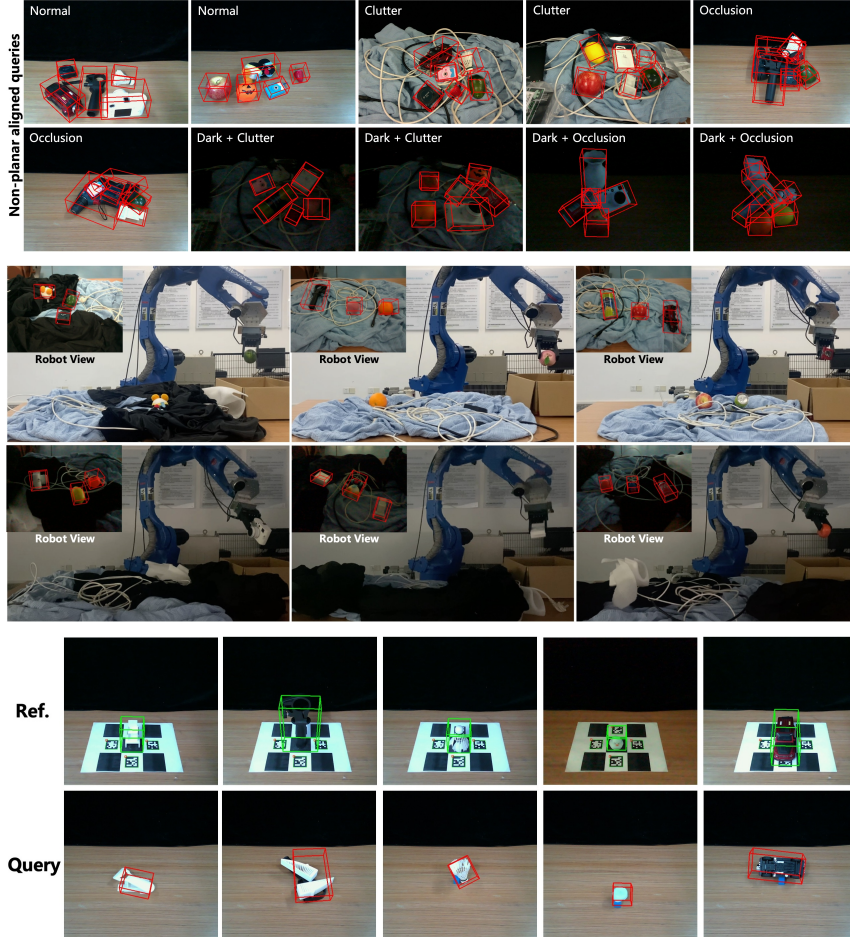 Non-planar aligned queries
Normal
Normal
Clutter
Clutter
Occlusion
Occlusion
Dark + Clutter
Dark + Clutter
Dark + Occlusion
Dark + Occlusion
Robot View
Robot View
Robot View
Robot View
Robot View
Robot View
Ref.
Query